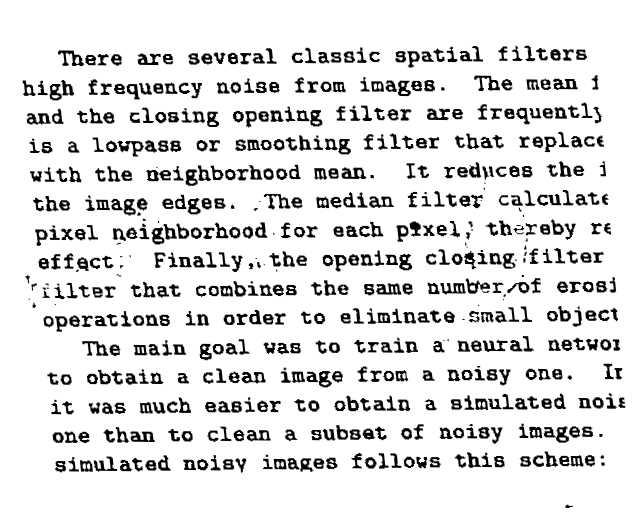 There are several classic spatial filters
high frequency noise from images. The mean
and the closing opening filter are frequently
is a lowpass or smoothing filter that replace
with the neighborhood mean. It reduces the
the image edges. The median filter calculate
pixel neighborhood for each pixel, thereby re
effect. Finally, the opening closing filter
filter that combines the same number of erosi
operations in order to eliminate small object
The main goal was to train a neural networ
to obtain a clean image from a noisy one. In
it was much easier to obtain a simulated nois
one than to clean a subset of noisy images.
simulated noisy images follows this scheme: